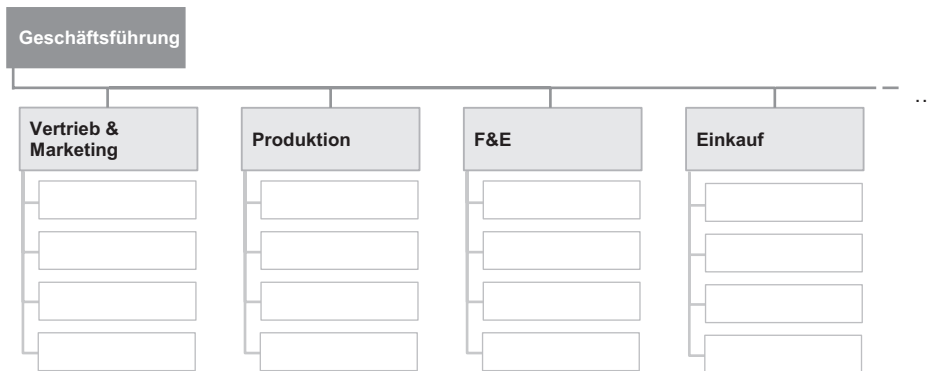 Geschäftsführung
..
Vertrieb &
Marketing
Produktion
F&E
Einkauf